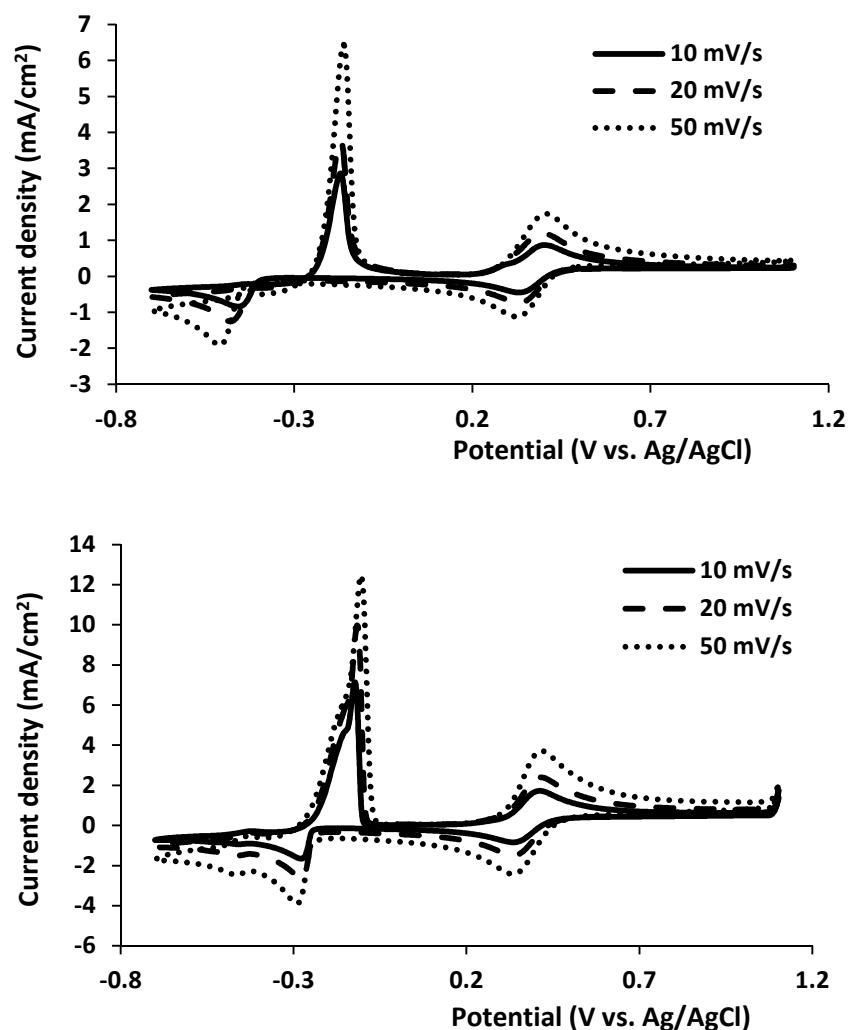 7
6
5
4
3
2
1
0
-1
-2
-3
Current density (mA/cm²)
10 mV/s
20 mV/s
50 mV/s
-0.8 -0.3 0.2 0.7 1.2
Potential (V vs. Ag/AgCl)
14
12
10
8
6
4
2
0
-2
-4
-6
Current density (mA/cm²)
10 mV/s
20 mV/s
50 mV/s
-0.8 -0.3 0.2 0.7 1.2
Potential (V vs. Ag/AgCl)